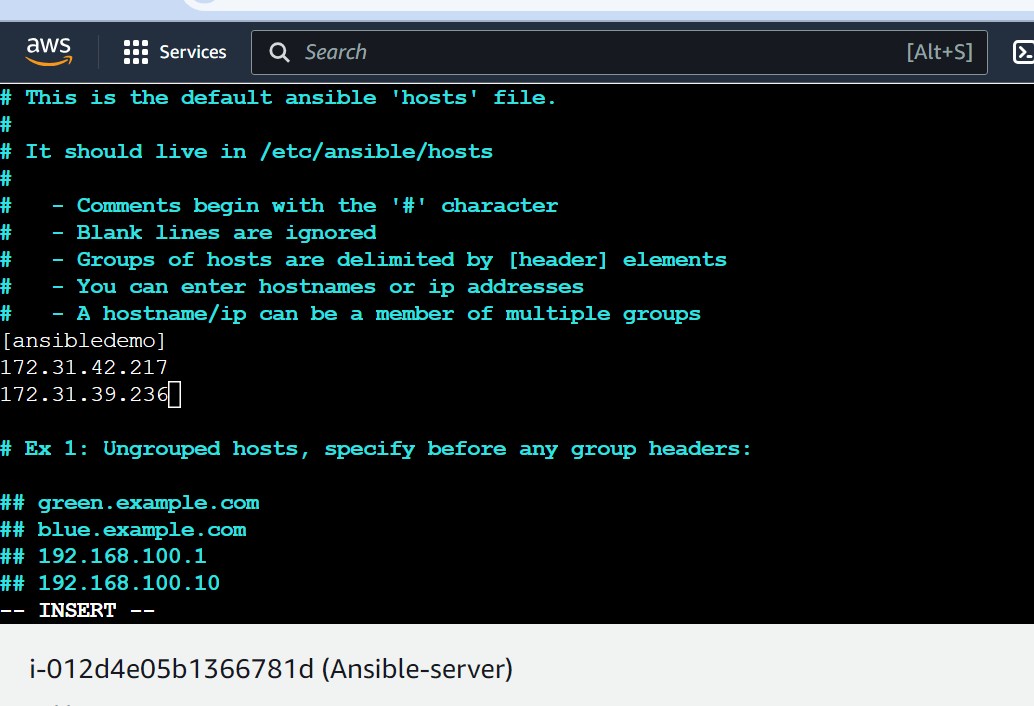 aws
Services
Search [Alt+S]
# This is the default ansible 'hosts' file.
#
# It should live in /etc/ansible/hosts
#
#   - Comments begin with the '#' character
#   - Blank lines are ignored
#   - Groups of hosts are delimited by [header] elements
#   - You can enter hostnames or ip addresses
#   - A hostname/ip can be a member of multiple groups
[ansibledemo]
172.31.42.217
172.31.39.236
# Ex 1: Ungrouped hosts, specify before any group headers:
## green.example.com
## blue.example.com
## 192.168.100.1
## 192.168.100.10
-- INSERT --
i-012d4e05b1366781d (Ansible-server)